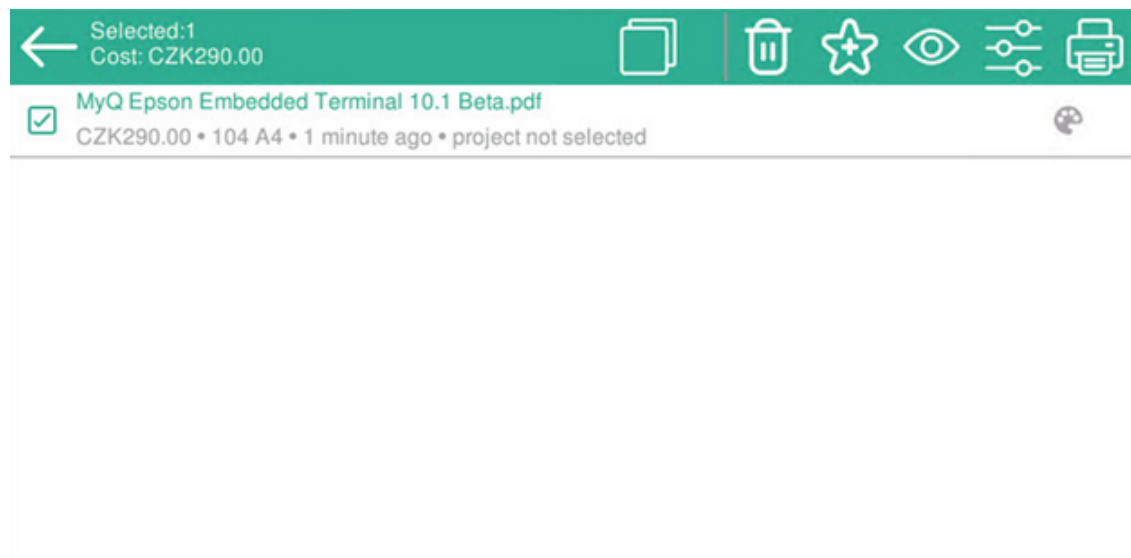 Selected:1
Cost: CZK290.00
MyQ Epson Embedded Terminal 10.1 Beta.pdf
CZK290.00 • 104 A4 • 1 minute ago • project not selected